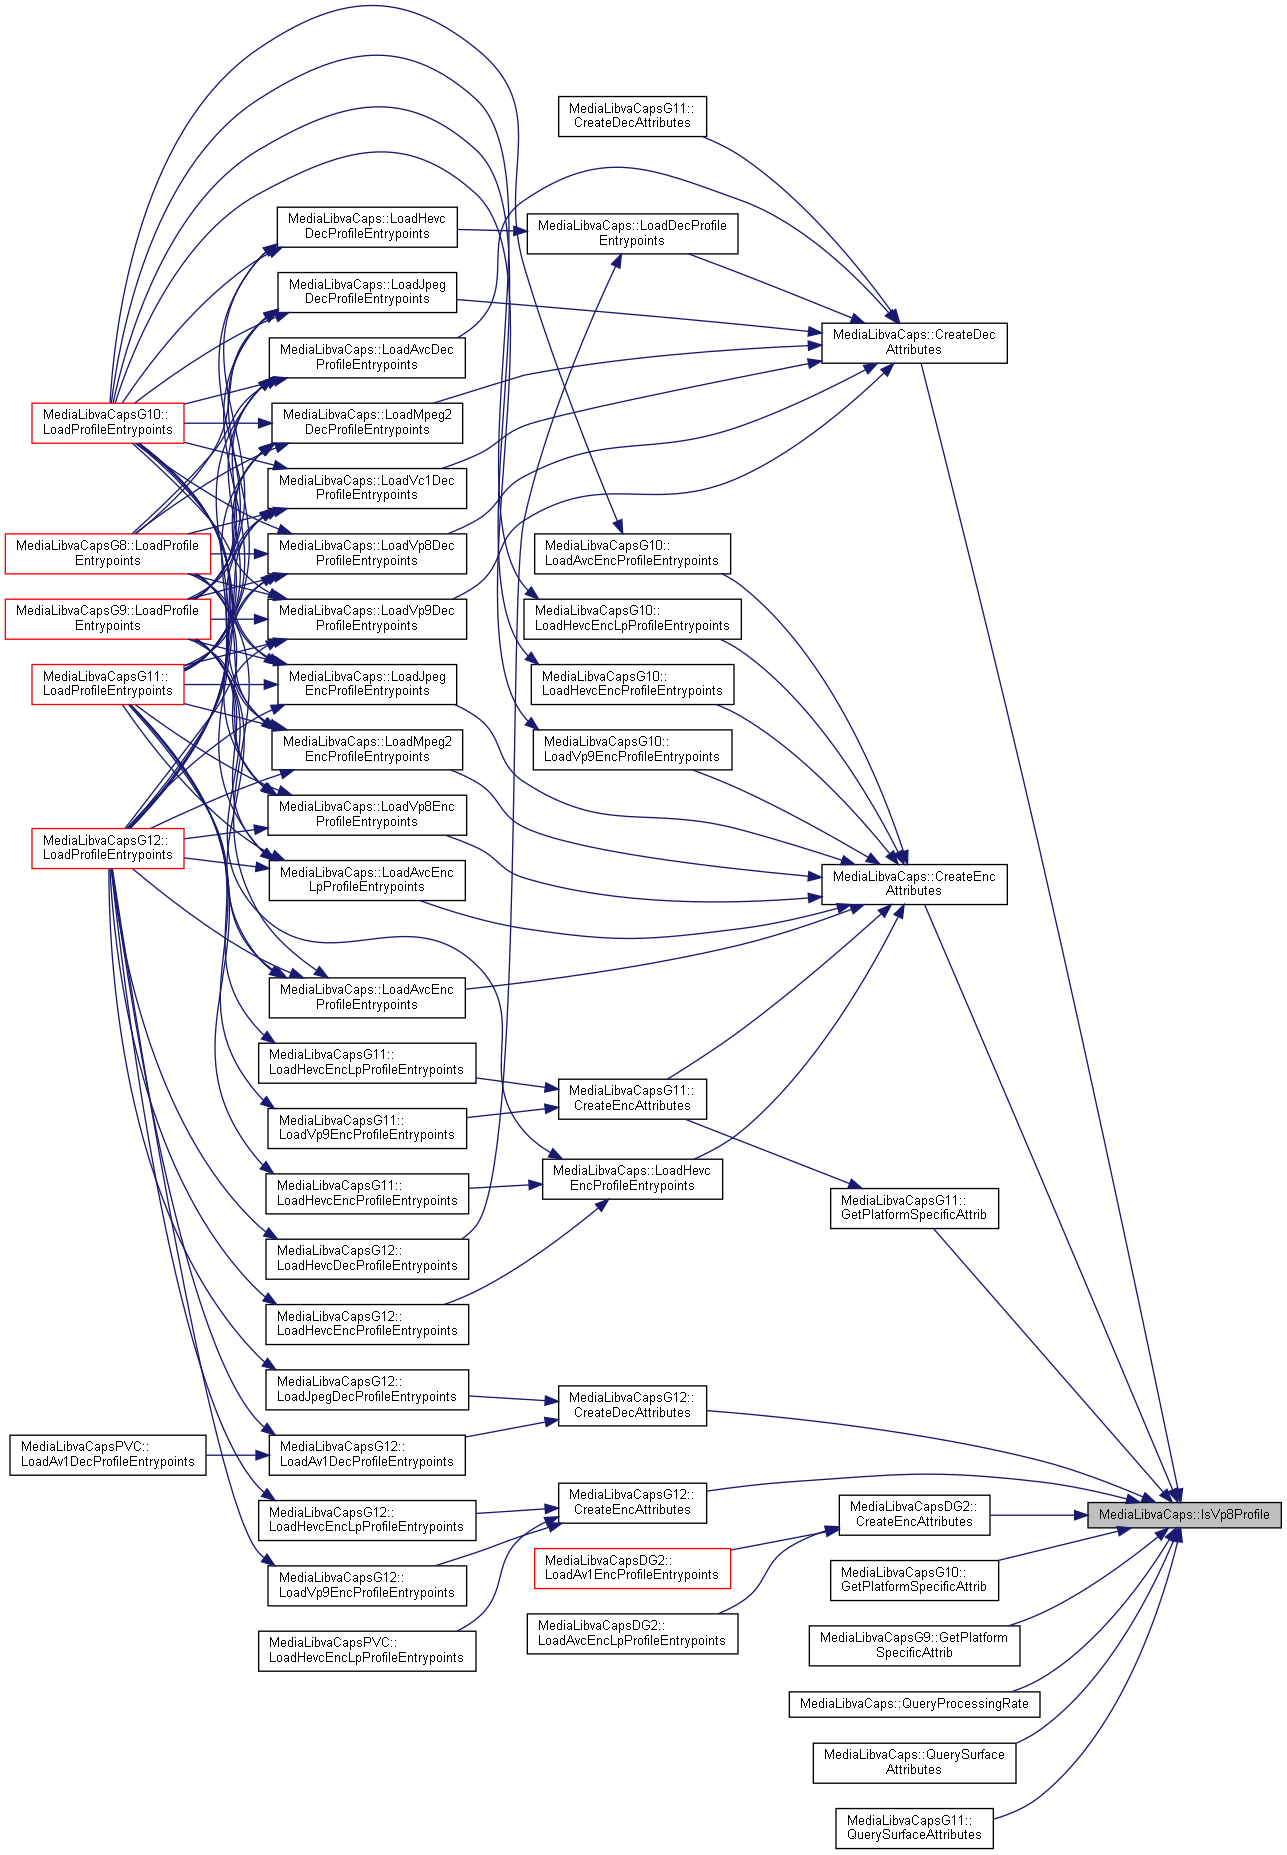 MediaLibvaCapsG11::
CreateDecAttributes
MediaLibvaCaps::LoadHevc
DecProfileEntrypoints
MediaLibvaCaps::LoadDecProfile
Entrypoints
MediaLibvaCaps::LoadJpeg
DecProfileEntrypoints
MediaLibvaCaps::CreateDec
Attributes
MediaLibvaCaps::LoadAvcDec
ProfileEntrypoints
MediaLibvaCapsG10::
LoadProfileEntrypoints
MediaLibvaCaps::LoadMpeg2
DecProfileEntrypoints
MediaLibvaCaps::LoadVc1Dec
ProfileEntrypoints
MediaLibvaCapsG8::LoadProfile
Entrypoints
MediaLibvaCaps::LoadVp8Dec
ProfileEntrypoints
MediaLibvaCapsG10::
LoadAvcEncProfileEntrypoints
MediaLibvaCapsG9::LoadProfile
Entrypoints
MediaLibvaCaps::LoadVp9Dec
ProfileEntrypoints
MediaLibvaCapsG10::
LoadHevcEncLpProfileEntrypoints
MediaLibvaCapsG11::
LoadProfileEntrypoints
MediaLibvaCaps::LoadJpeg
EncProfileEntrypoints
MediaLibvaCapsG10::
LoadHevcEncProfileEntrypoints
MediaLibvaCaps::LoadMpeg2
EncProfileEntrypoints
MediaLibvaCapsG10::
LoadVp9EncProfileEntrypoints
MediaLibvaCaps::LoadVp8Enc
ProfileEntrypoints
MediaLibvaCapsG12::
LoadProfileEntrypoints
MediaLibvaCaps::LoadAvcEnc
LpProfileEntrypoints
MediaLibvaCaps::CreateEnc
Attributes
MediaLibvaCaps::LoadAvcEnc
ProfileEntrypoints
MediaLibvaCapsG11::
LoadHevcEncLpProfileEntrypoints
MediaLibvaCapsG11::
CreateEncAttributes
MediaLibvaCapsG11::
LoadVp9EncProfileEntrypoints
MediaLibvaCaps::LoadHevc
EncProfileEntrypoints
MediaLibvaCapsG11::
LoadHevcEncProfileEntrypoints
MediaLibvaCapsG11::
GetPlatformSpecificAttrib
MediaLibvaCapsG12::
LoadHevcDecProfileEntrypoints
MediaLibvaCapsG12::
LoadHevcEncProfileEntrypoints
MediaLibvaCapsG12::
LoadJpegDecProfileEntrypoints
MediaLibvaCapsG12::
CreateDecAttributes
MediaLibvaCapsPVC::
LoadAv1DecProfileEntrypoints
MediaLibvaCapsG12::
LoadAv1DecProfileEntrypoints
MediaLibvaCapsG12::
LoadHevcEncLpProfileEntrypoints
MediaLibvaCapsG12::
CreateEncAttributes
MediaLibvaCapsDG2::
CreateEncAttributes
MediaLibvaCaps::IsVp8Profile
MediaLibvaCapsG12::
LoadVp9EncProfileEntrypoints
MediaLibvaCapsDG2::
LoadAv1EncProfileEntrypoints
MediaLibvaCapsG10::
GetPlatformSpecificAttrib
MediaLibvaCapsPVC::
LoadHevcEncLpProfileEntrypoints
MediaLibvaCapsDG2::
LoadAvcEncLpProfileEntrypoints
MediaLibvaCapsG9::GetPlatform
SpecificAttrib
MediaLibvaCaps::QueryProcessingRate
MediaLibvaCaps::QuerySurface
Attributes
MediaLibvaCapsG11::
QuerySurfaceAttributes